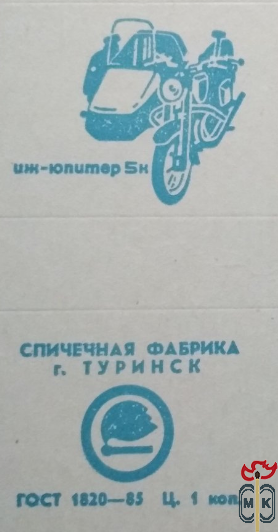 иж-юпитер 5к
СПИЧЕЧНАЯ ФАБРИКА
г. ТУРИНСК
ГОСТ 1820—85 Ц. 1 коп.
М К